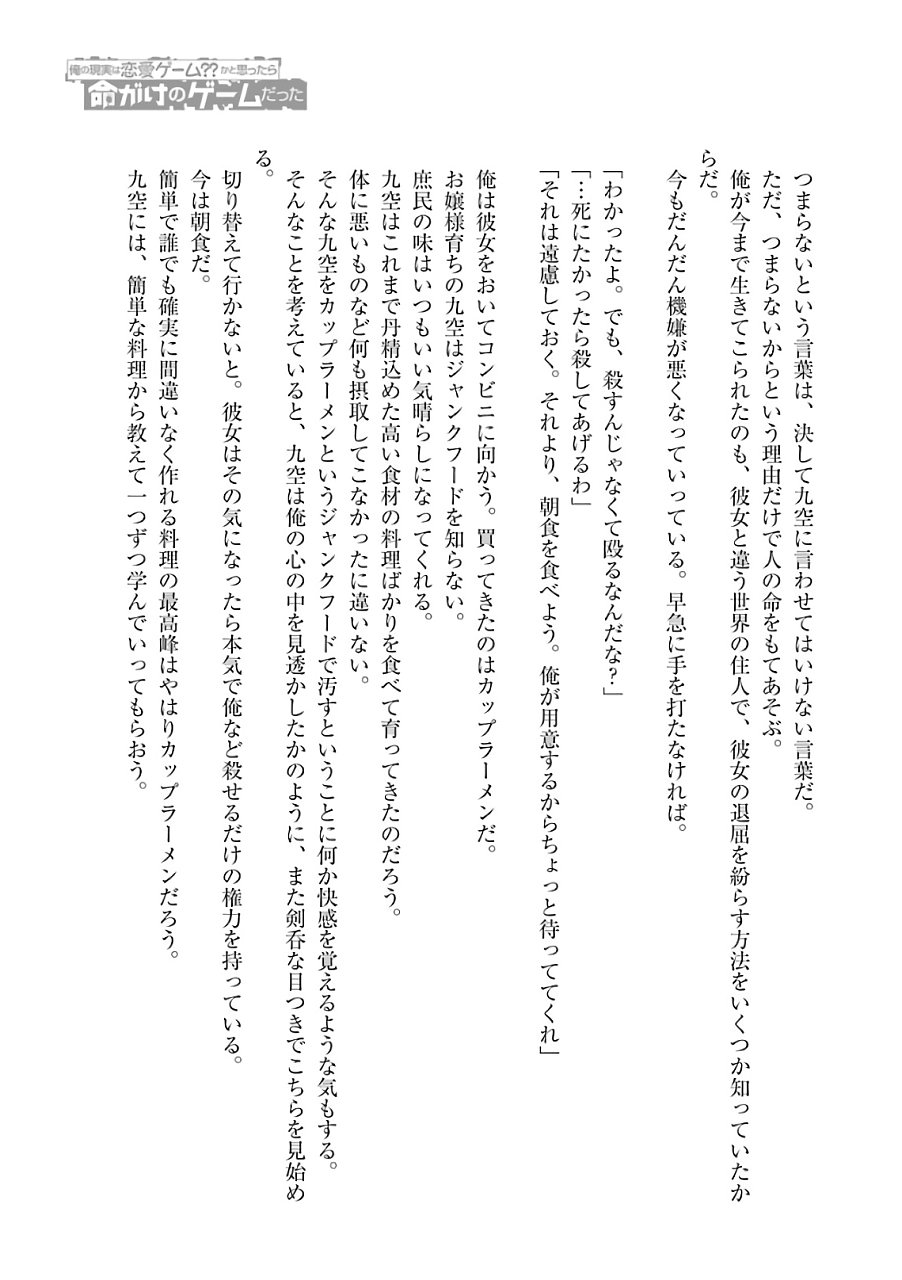 俺の現実は恋愛ゲーム??かと思ったら
命がけのゲームだった
つまらないという言葉は、決して九空に言わせてはいけない言葉だ。
ただ、つまらないからという理由だけで人の命をもてあそぶ。
俺が今まで生きてこられたのも、彼女と違う世界の住人で、彼女の退屈を紛らす方法をいくつか知っていたか
らだ。
今もだんだん機嫌が悪くなっていっている。早急に手を打たなければ。
「わかったよ。でも、殺すんじゃなくて殴るなんだな?」
「…死にたかったら殺してあげるわ」
「それは遠慮しておく。それより、朝食を食べよう。俺が用意するからちょっと待っててくれ」
俺は彼女をおいてコンビニに向かう。買ってきたのはカップラーメンだ。
お嬢様育ちの九空はジャンクフードを知らない。
庶民の味はいつもいい気晴らしになってくれる。
九空はこれまで丹精込めた高い食材の料理ばかりを食べて育ってきたのだろう。
体に悪いものなど何も摂取してこなかったに違いない。
そんな九空をカップラーメンというジャンクフードで汚すということに何か快感を覚えるような気もする。
そんなことを考えていると、九空は俺の心の中を見透かしたかのように、また剣呑な目つきでこちらを見始め
る。
切り替えて行かないと。彼女はその気になったら本気で俺など殺せるだけの権力を持っている。
今は朝食だ。
簡単で誰でも確実に間違いなく作れる料理の最高峰はやはりカップラーメンだろう。
九空には、簡単な料理から教えて一つずつ学んでいってもらおう。